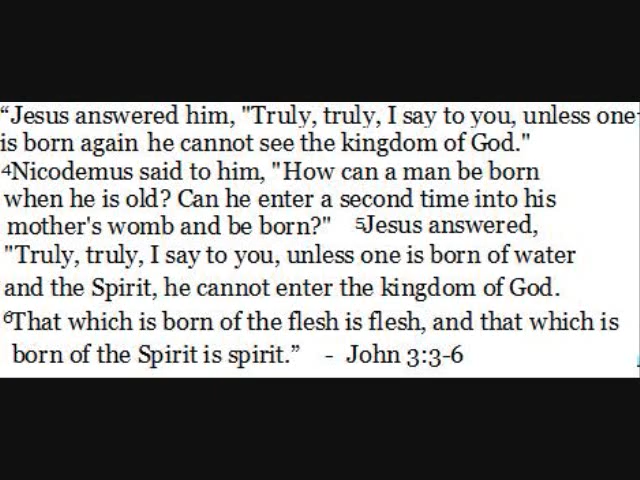 “Jesus answered him, "Truly, truly, I say to you, unless one
is born again he cannot see the kingdom of God."
4Nicodemus said to him, "How can a man be born
when he is old? Can he enter a second time into his
mother's womb and be born?" 5Jesus answered,
"Truly, truly, I say to you, unless one is born of water
and the Spirit, he cannot enter the kingdom of God.
6That which is born of the flesh is flesh, and that which is
born of the Spirit is spirit.” - John 3:3-6